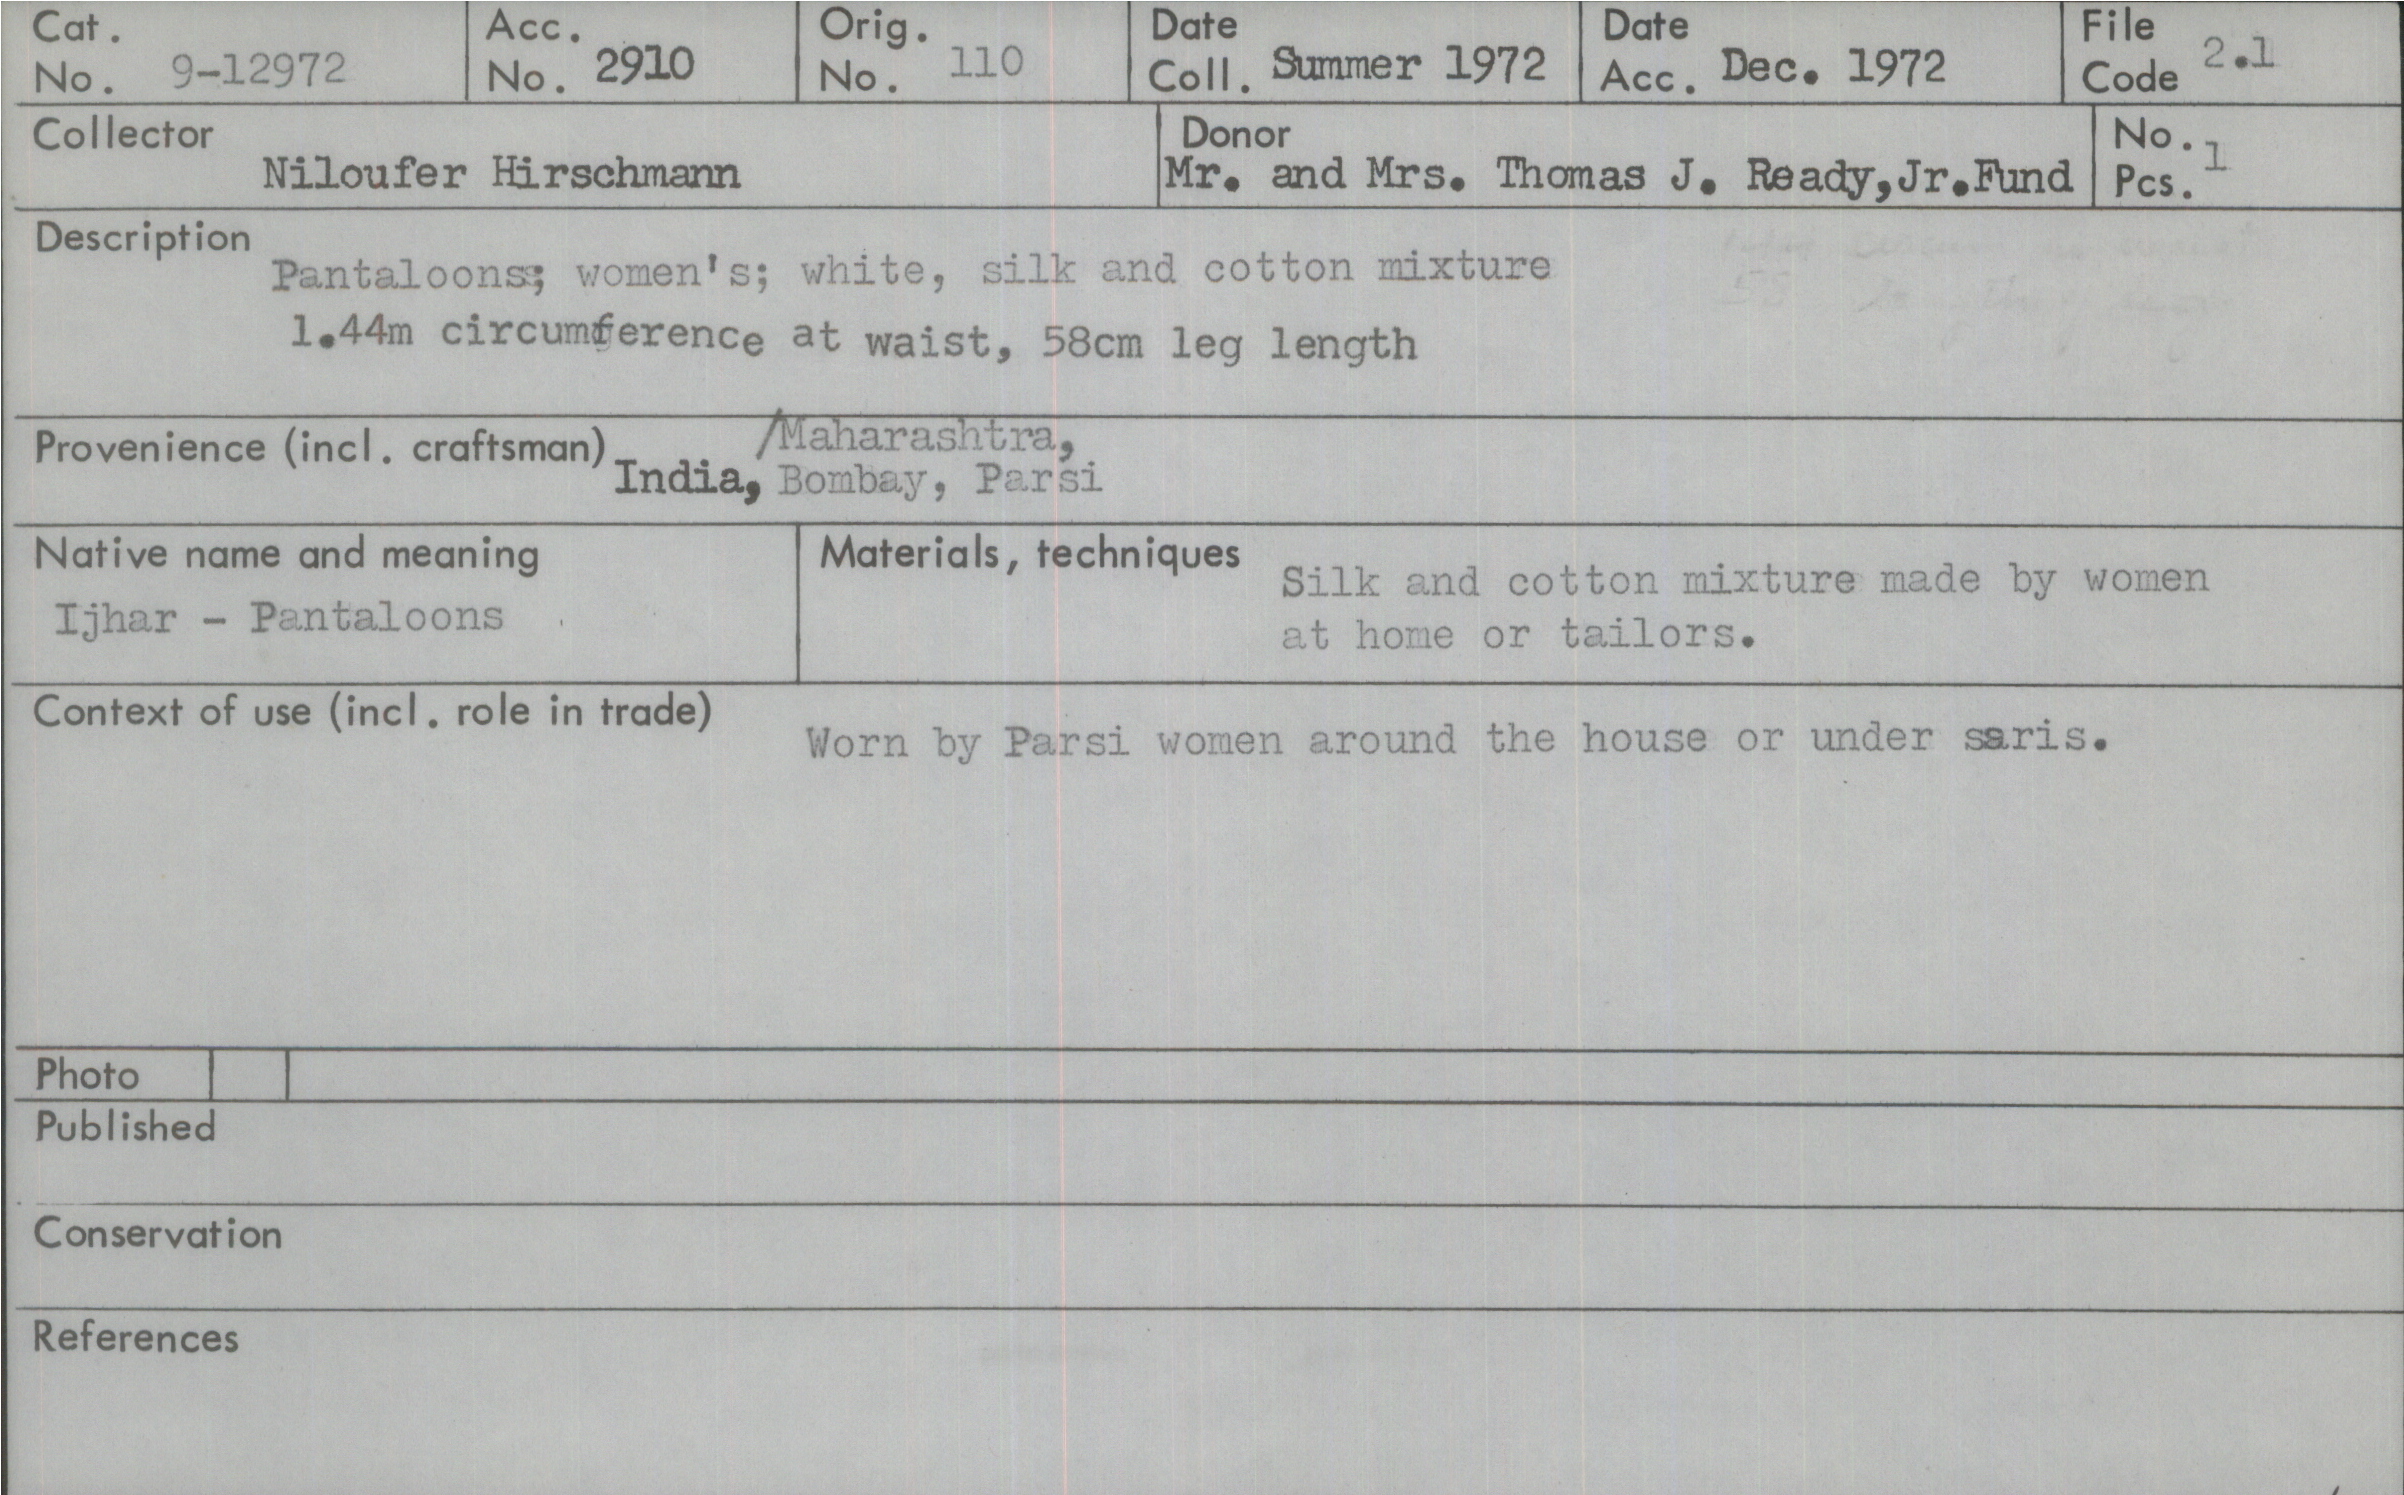 Cat. No. 9-12972
Acc. No. 2910
Orig. No. 110
Date Coll. Summer 1972
Date Acc. Dec. 1972
File Code 2.1
Collector
Niloufer Hirschmann
Donor
Mr. and Mrs. Thomas J. Ready,Jr.Fund
No. Pcs. 1
Description
Pantaloons; women's; white, silk and cotton mixture
1.44m circumference at waist, 58cm leg length
Provenience (incl. craftsman)
/Maharashtra,
India, Bombay, Parsi
Native name and meaning
Ijhar - Pantaloons
Materials, techniques
Silk and cotton mixture made by women
at home or tailors.
Context of use (incl. role in trade)
Worn by Parsi women around the house or under saris.
Photo
Published
Conservation
References